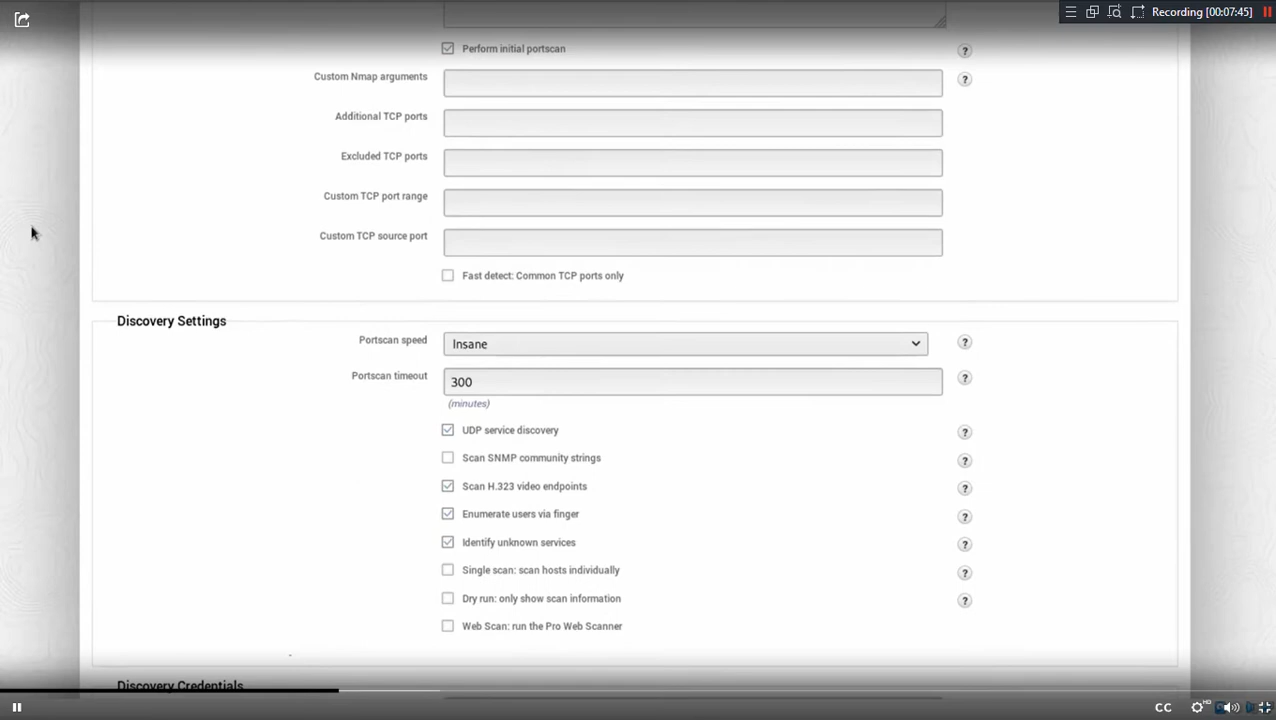 Recording [00:07:45]
Perform initial portscan
?
Custom Nmap arguments
?
Additional TCP ports
Excluded TCP ports
Custom TCP port range
Custom TCP source port
Fast detect: Common TCP ports only
Discovery Settings
Portscan speed
Insane
?
Portscan timeout
300
?
(minutes)
UDP service discovery
?
Scan SNMP community strings
?
Scan H.323 video endpoints
?
Enumerate users via finger
?
Identify unknown services
?
Single scan: scan hosts individually
?
Dry run: only show scan information
?
Web Scan: run the Pro Web Scanner
Discovery Credentials
CC
HD